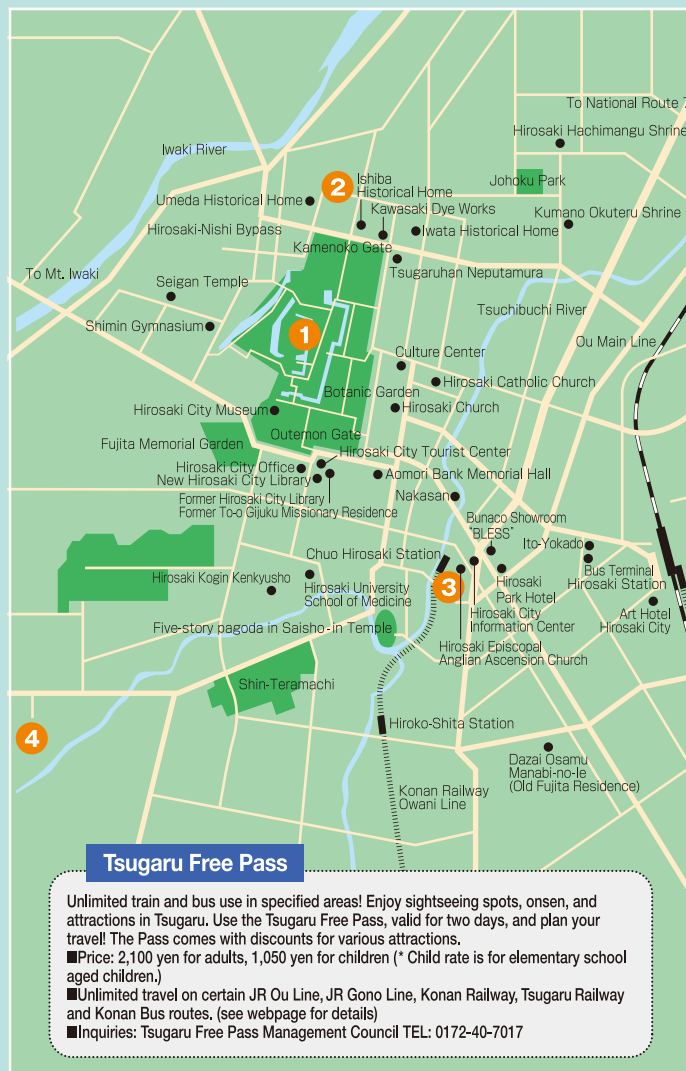 To National Route 7
Hirosaki Hachimangu Shrine
Iwaki River
2
Ishiba
Historical Home
Johoku Park
Umeda Historical Home
Kawasaki Dye Works
Kumano Okuteru Shrine
Hirosaki-Nishi Bypass
Iwata Historical Home
Kamenoko Gate
To Mt. Iwaki
Tsugaruhan Neputamura
Seigan Temple
Tsuchibuchi River
Shimin Gymnasium
1
Ou Main Line
Culture Center
Hirosaki Catholic Church
Botanic Garden
Hirosaki City Museum
Hirosaki Church
Outemon Gate
Fujita Memorial Garden
Hirosaki City Tourist Center
Hirosaki City Office
New Hirosaki City Library
Aomori Bank Memorial Hall
Former Hirosaki City Library
Former To-o Gijuku Missionary Residence
Nakasan
Bunaco Showroom
"BLESS"
Ito-Yokado
Chuo Hirosaki Station
Bus Terminal
Hirosaki Station
Hirosaki Kogin Kenkyusho
Hirosaki University
School of Medicine
3
Hirosaki
Park Hotel
Hirosaki City
Information Center
Art Hotel
Hirosaki City
Five-story pagoda in Saisho-in Temple
Hirosaki Episcopal
Anglian Ascension Church
Shin-Teramachi
4
Hiroko-Shita Station
Dazai Osamu
Manabi-no-Ie
(Old Fujita Residence)
Konan Railway
Owani Line
Tsugaru Free Pass
Unlimited train and bus use in specified areas! Enjoy sightseeing spots, onsen, and
attractions in Tsugaru. Use the Tsugaru Free Pass, valid for two days, and plan your
travel! The Pass comes with discounts for various attractions.
■Price: 2,100 yen for adults, 1,050 yen for children (* Child rate is for elementary school
aged children.)
■Unlimited travel on certain JR Ou Line, JR Gono Line, Konan Railway, Tsugaru Railway
and Konan Bus routes. (see webpage for details)
■Inquiries: Tsugaru Free Pass Management Council TEL: 0172-40-7017